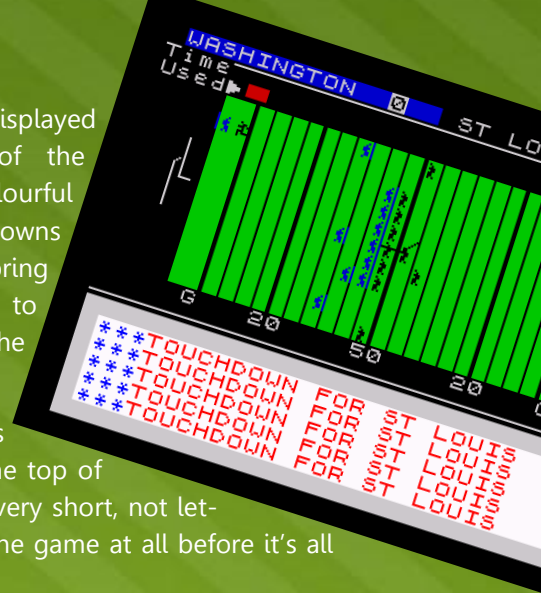 isplayed
of the
lourful
owns
oring
to
he
s
he top of
very short, not let-
he game at all before it's all
WASHINGTON 0 ST LO
Time
Used
G 20 50 20
***TOUCHDOWN FOR ST LOUIS
***TOUCHDOWN FOR ST LOUIS
***TOUCHDOWN FOR ST LOUIS
***TOUCHDOWN FOR ST LOUIS
***TOUCHDOWN FOR ST LOUIS